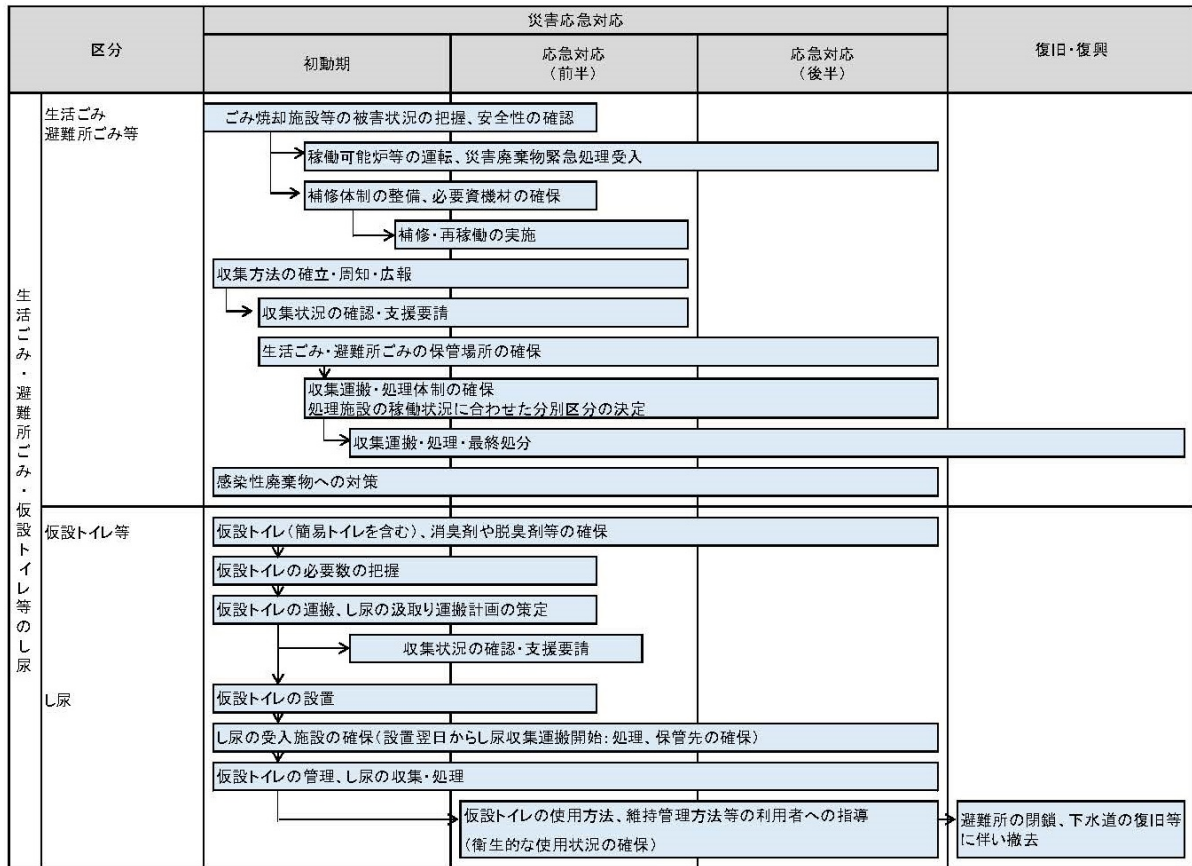 区分
災害応急対応
初動期
応急対応
(前半)
応急対応
(後半)
復旧・復興
生活ごみ・避難所ごみ・仮設トイレ等のし尿
生活ごみ
避難所ごみ等
ごみ焼却施設等の被害状況の把握、安全性の確認
稼働可能炉等の運転、災害廃棄物緊急処理受入
補修体制の整備、必要資機材の確保
補修・再稼働の実施
収集方法の確立・周知・広報
収集状況の確認・支援要請
生活ごみ・避難所ごみの保管場所の確保
収集運搬・処理体制の確保
処理施設の稼働状況に合わせた分別区分の決定
収集運搬・処理・最終処分
感染性廃棄物への対策
仮設トイレ等
仮設トイレ(簡易トイレを含む)、消臭剤や脱臭剤等の確保
仮設トイレの必要数の把握
仮設トイレの運搬、し尿の汲取り運搬計画の策定
収集状況の確認・支援要請
し尿
仮設トイレの設置
し尿の受入施設の確保(設置翌日からし尿収集運搬開始:処理、保管先の確保)
仮設トイレの管理、し尿の収集・処理
仮設トイレの使用方法、維持管理方法等の利用者への指導
(衛生的な使用状況の確保)
避難所の閉鎖、下水道の復旧等
に伴い撤去